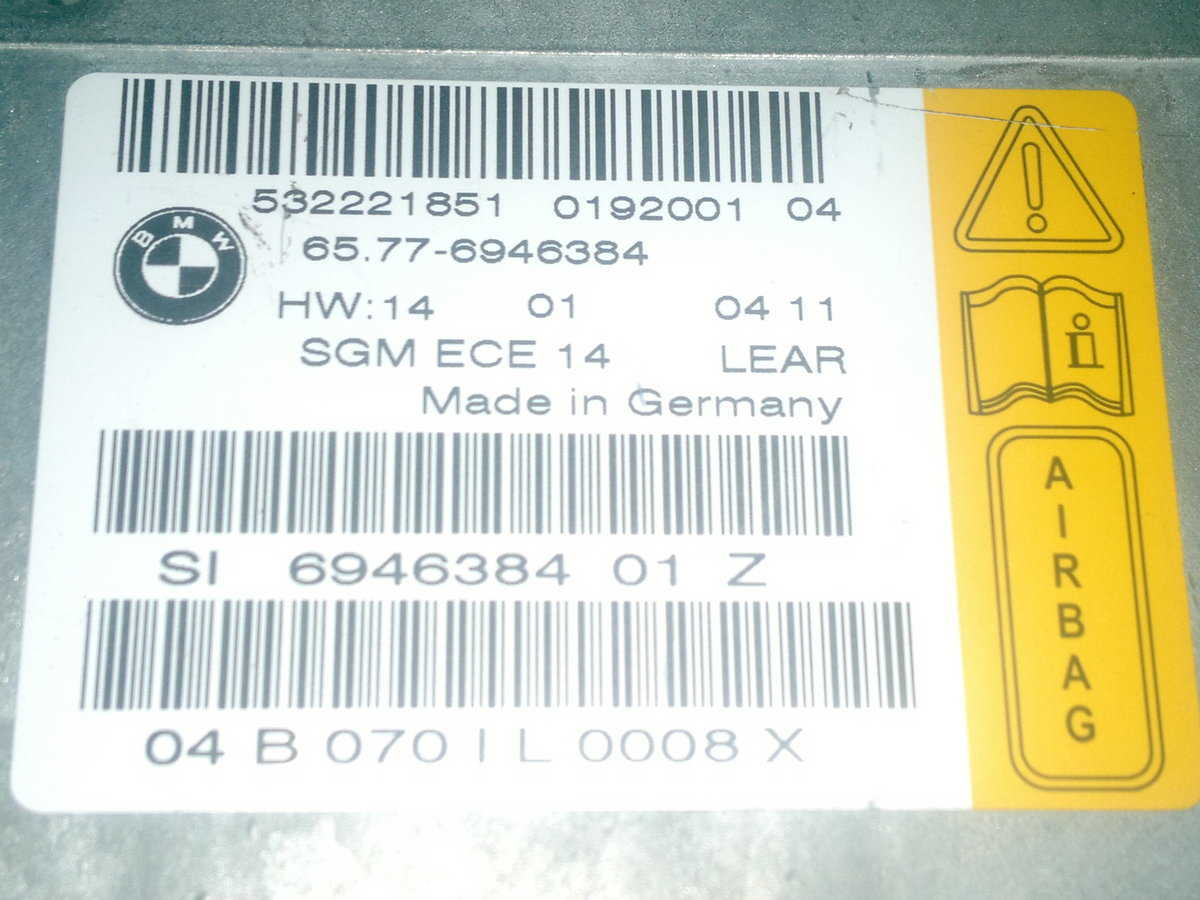 532221851 0192001 04
BMW
65.77-6946384
HW:14 01 04 11
SGM ECE 14 LEAR
Made in Germany
SI 6946384 01 Z
04 B 070 I L 0008 X
i
AIRBAG